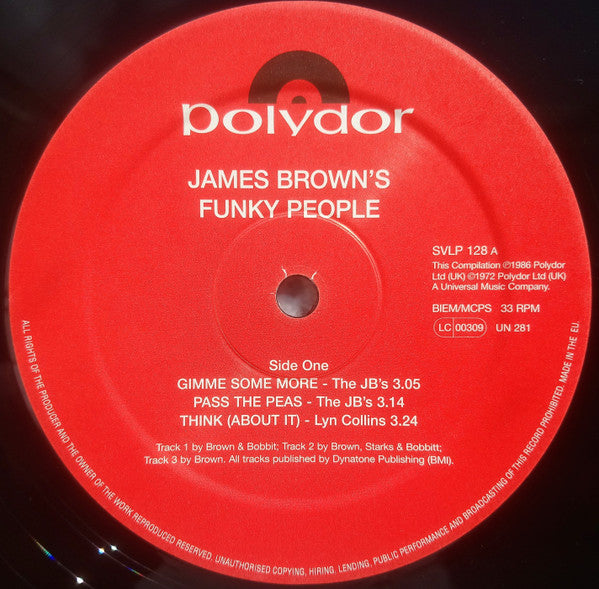 polydor
JAMES BROWN'S
FUNKY PEOPLE
SVLP 128 A
This Compilation ℗1986 Polydor
Ltd (UK) ©1972 Polydor Ltd (UK)
A Universal Music Company.
BIEM/MCPS 33 RPM
LC 00309 UN 281
Side One
GIMME SOME MORE - The JB's 3.05
PASS THE PEAS - The JB's 3.14
THINK (ABOUT IT) - Lyn Collins 3.24
Track 1 by Brown & Bobbit; Track 2 by Brown, Starks & Bobbitt;
Track 3 by Brown. All tracks published by Dynatone Publishing (BMI).
ALL RIGHTS OF THE PRODUCER AND THE OWNER OF THE WORK REPRODUCED RESERVED. UNAUTHORISED COPYING, HIRING, LENDING, PUBLIC PERFORMANCE AND BROADCASTING OF THIS RECORD PROHIBITED. MADE IN THE EU.